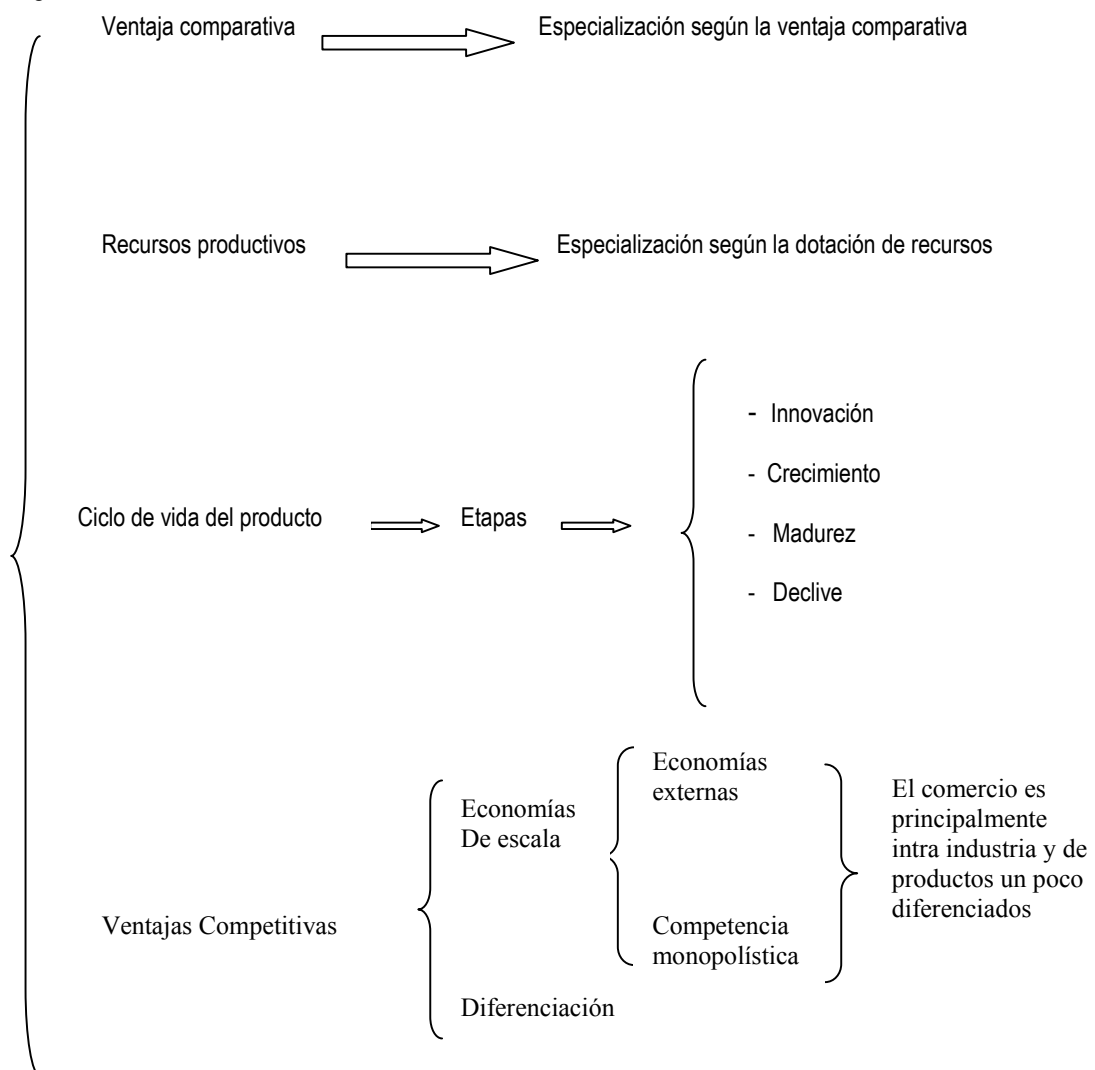 Ventaja comparativa
Especialización según la ventaja comparativa
Recursos productivos
Especialización según la dotación de recursos
Ciclo de vida del producto
Etapas
- Innovación
- Crecimiento
- Madurez
- Declive
Ventajas Competitivas
Economías
De escala
Diferenciación
Economías
externas
Competencia
monopolística
El comercio es
principalmente
intra industria y de
productos un poco
diferenciados